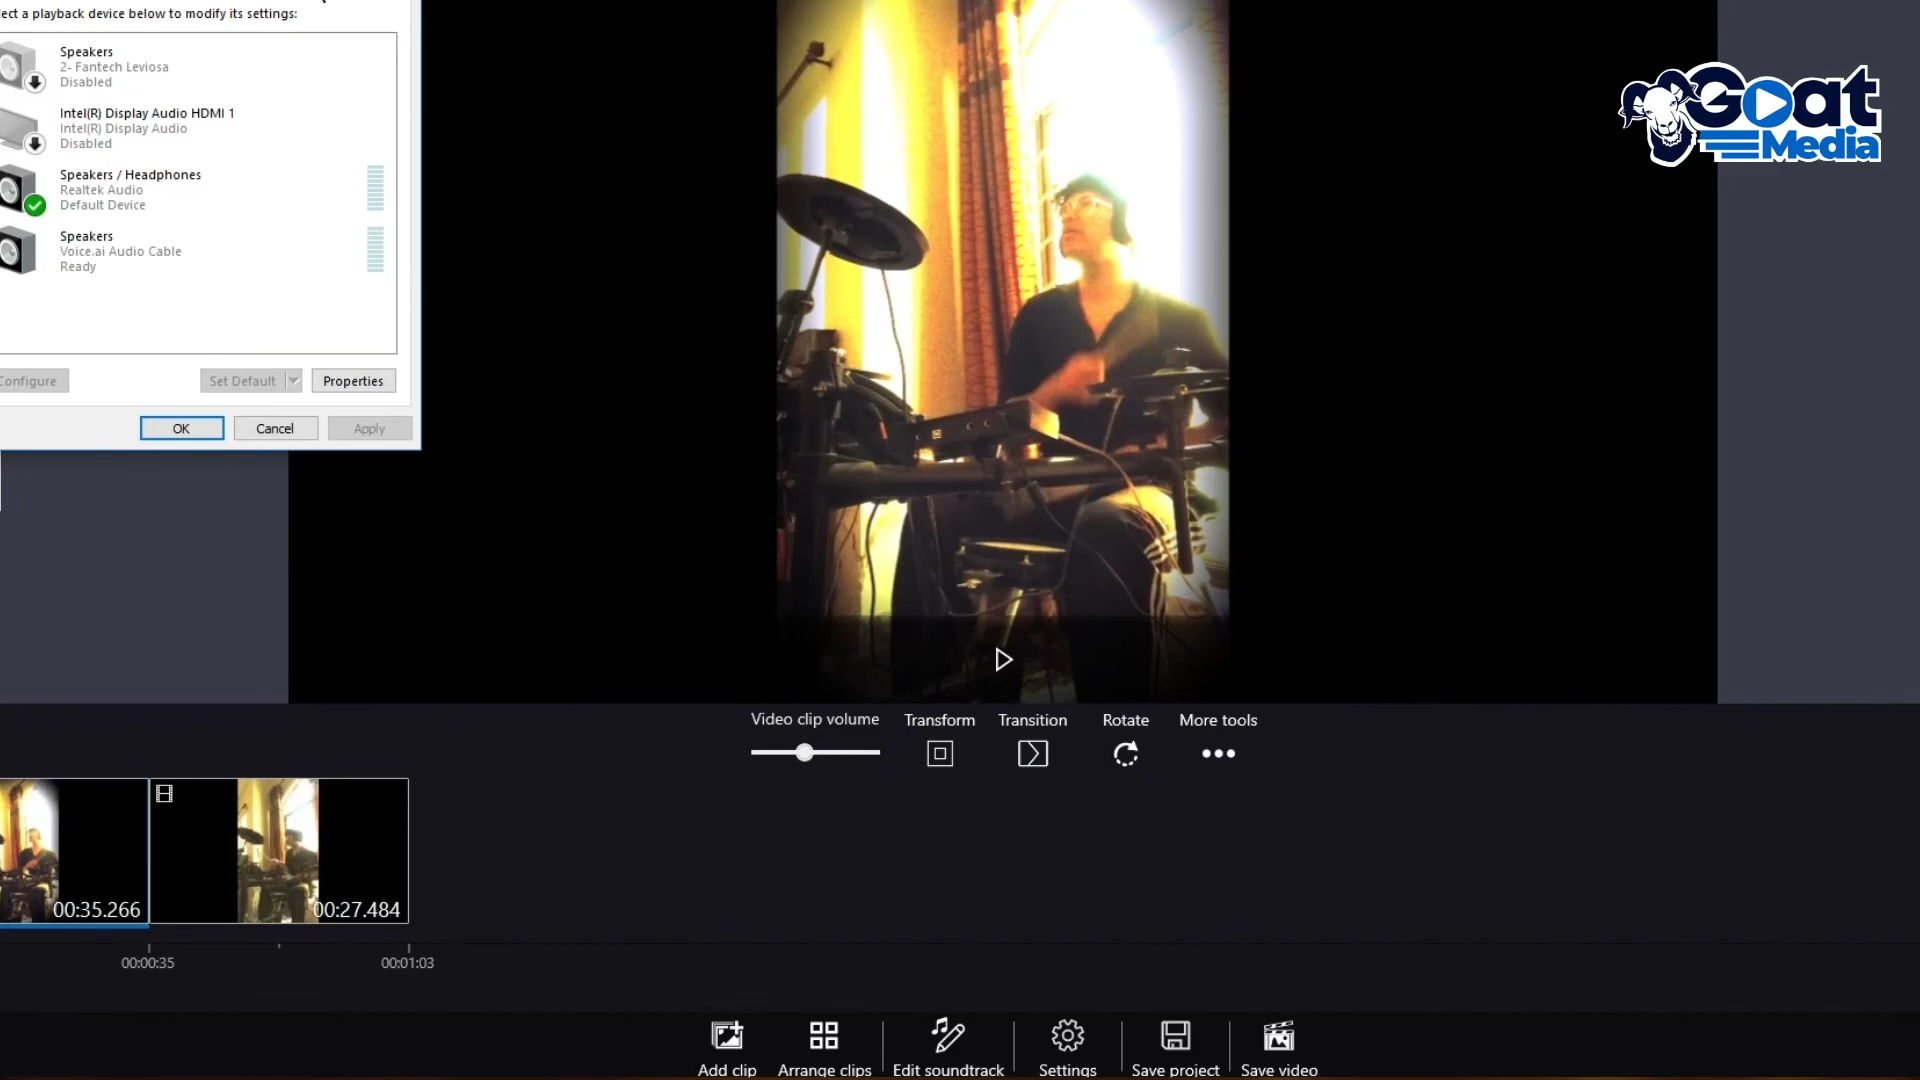 ect a playback device below to modify its settings:
Speakers
2- Fantech Leviosa
Disabled
Intel(R) Display Audio HDMI 1
Intel(R) Display Audio
Disabled
Speakers / Headphones
Realtek Audio
Default Device
Speakers
Voice.ai Audio Cable
Ready
Configure
Set Default
Properties
OK
Cancel
Apply
Goat
Media
Video clip volume
Transform
Transition
Rotate
More tools
00:35.266
00:27.484
00:00:35
00:01:03
Add clip
Arrange clips
Edit soundtrack
Settings
Save project
Save video